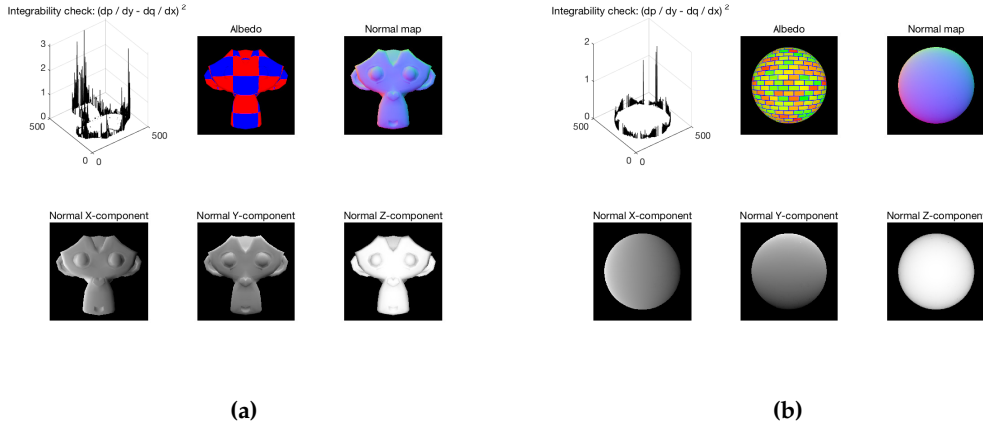 Integrability check: (dp / dy - dq / dx) ²
Albedo
Normal map
3
2
1
0
500
500
0 0
Normal X-component
Normal Y-component
Normal Z-component
(a)
Integrability check: (dp / dy - dq / dx) ²
Albedo
Normal map
2
1
0
500
500
0 0
Normal X-component
Normal Y-component
Normal Z-component
(b)